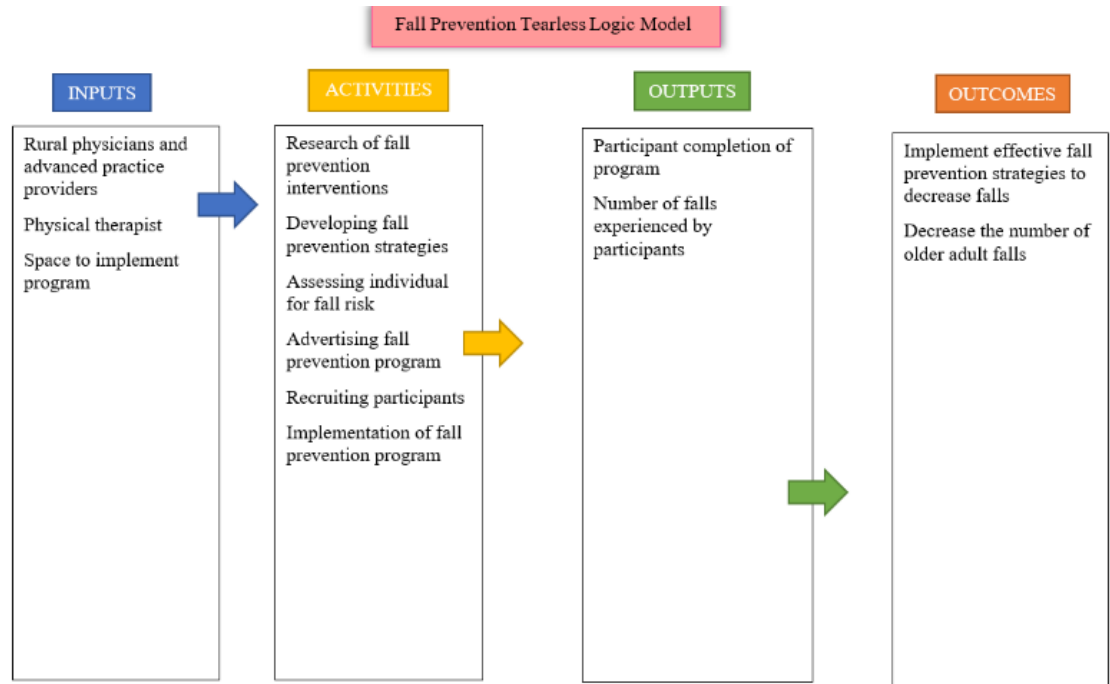 Fall Prevention Tearless Logic Model
INPUTS
Rural physicians and
advanced practice
providers
Physical therapist
Space to implement
program
ACTIVITIES
Research of fall
prevention
interventions
Developing fall
prevention strategies
Assessing individual
for fall risk
Advertising fall
prevention program
Recruiting participants
Implementation of fall
prevention program
OUTPUTS
Participant completion of
program
Number of falls
experienced by
participants
OUTCOMES
Implement effective fall
prevention strategies to
decrease falls
Decrease the number of
older adult falls